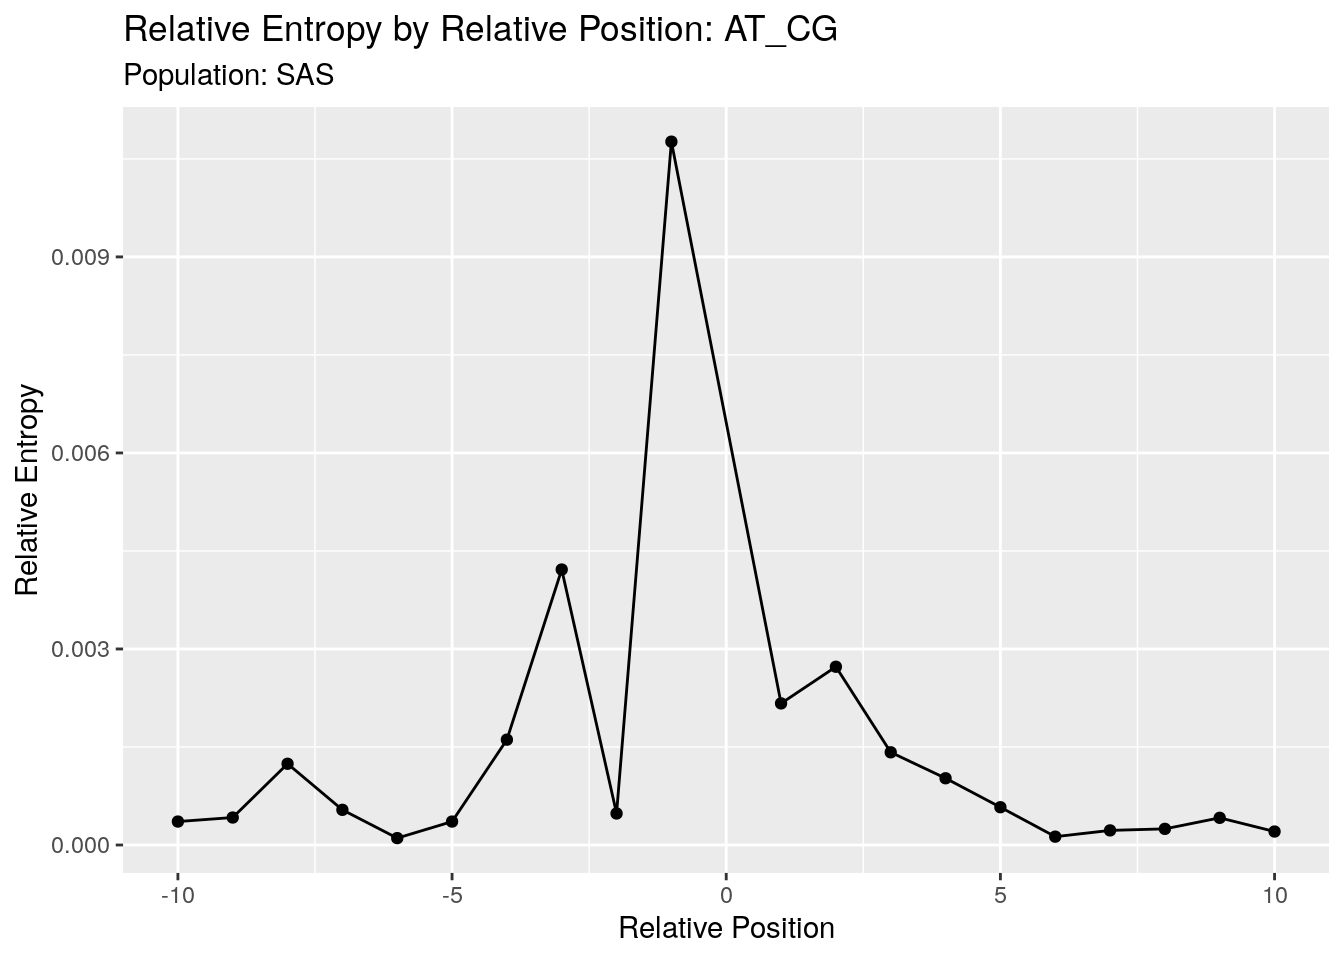 Relative Entropy by Relative Position: AT_CG
Population: SAS
Relative Entropy
0.009
0.006
0.003
0.000
-10 -5 0 5 10
Relative Position